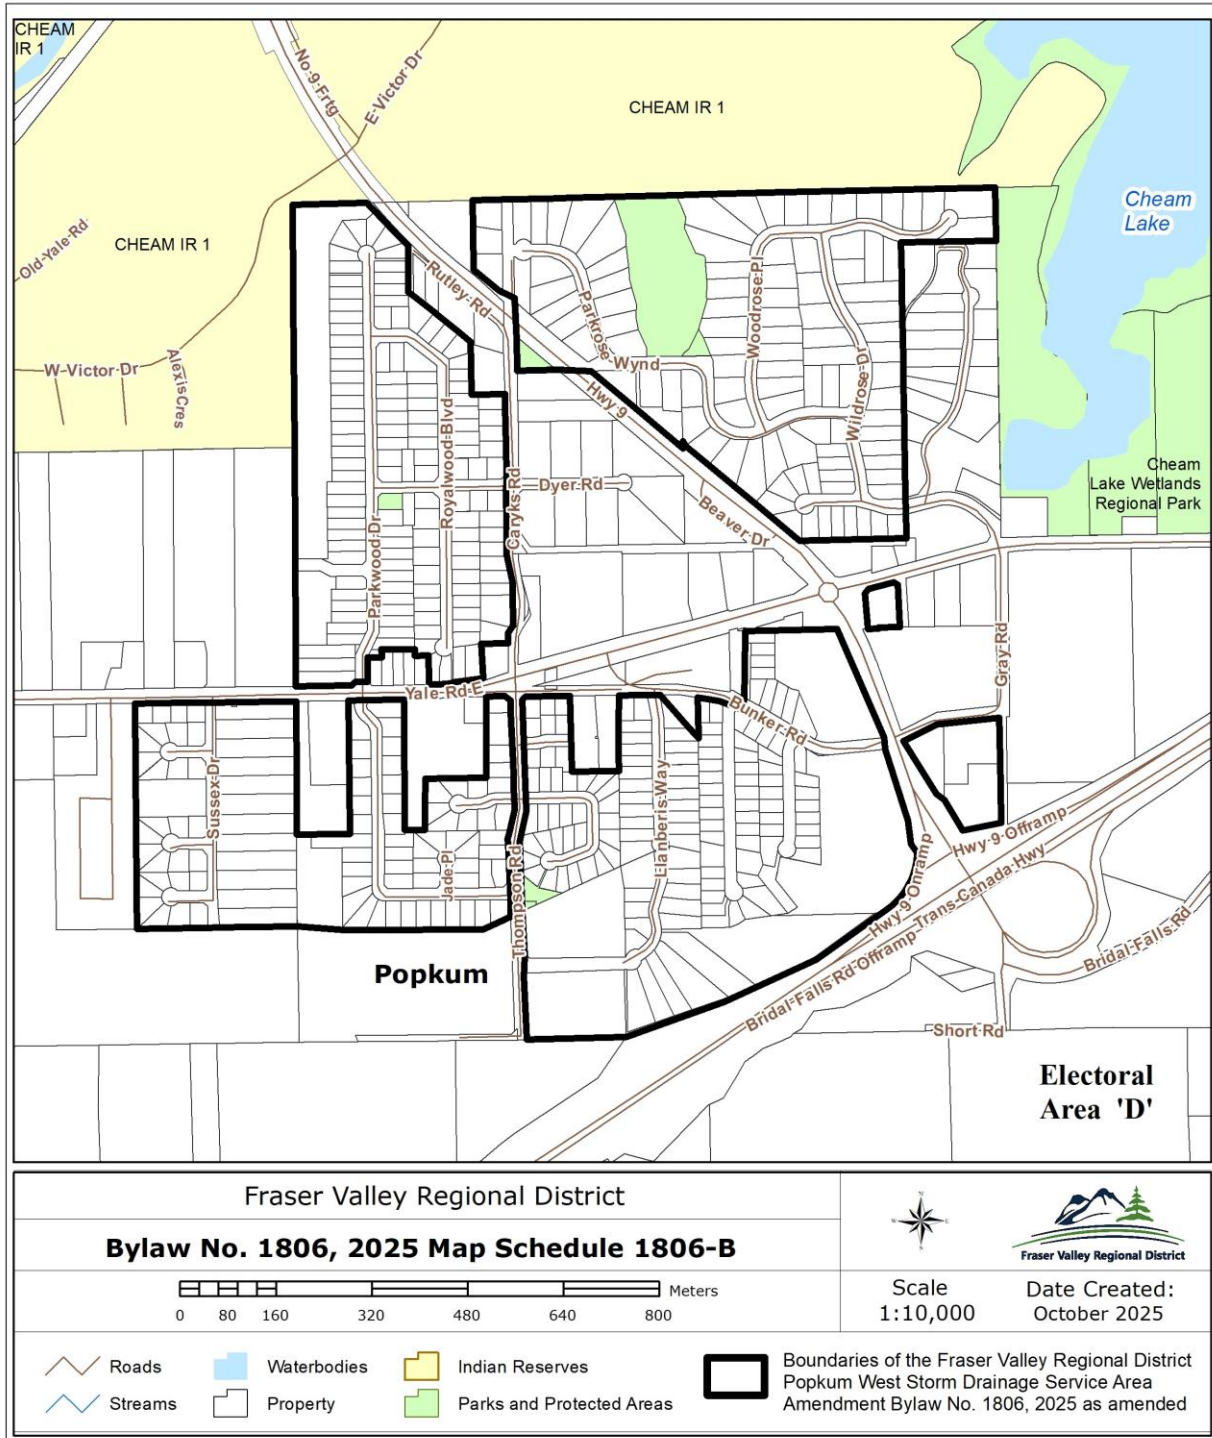 CHEAM
IR 1
No 9 Frtg
E Victor Dr
CHEAM IR 1
Cheam
Lake
CHEAM IR 1
Old Yale Rd
Rutley Rd
Parkrose
Wynd
Woodrose Pl
Wildrose Dr
W Victor Dr
Alexis Cres
Hwy 9
Royalwood Blvd
Caryks Rd
Dyer Rd
Parkwood Dr
Beaver Dr
Cheam
Lake Wetlands
Regional Park
Gray Rd
Yale Rd E
Bunker Rd
Sussex Dr
Llanberis Way
Jade Pl
Thompson Rd
Hwy 9 Offramp
Hwy 9 Onramp
Trans Canada Hwy
Bridal Falls Rd Offramp
Bridal Falls Rd
Popkum
Short Rd
Electoral
Area 'D'
Fraser Valley Regional District
Bylaw No. 1806, 2025 Map Schedule 1806-B
Meters
0 80 160 320 480 640 800
N
E
S
W
Fraser Valley Regional District
Scale
1:10,000
Date Created:
October 2025
Roads
Waterbodies
Indian Reserves
Streams
Property
Parks and Protected Areas
Boundaries of the Fraser Valley Regional District
Popkum West Storm Drainage Service Area
Amendment Bylaw No. 1806, 2025 as amended